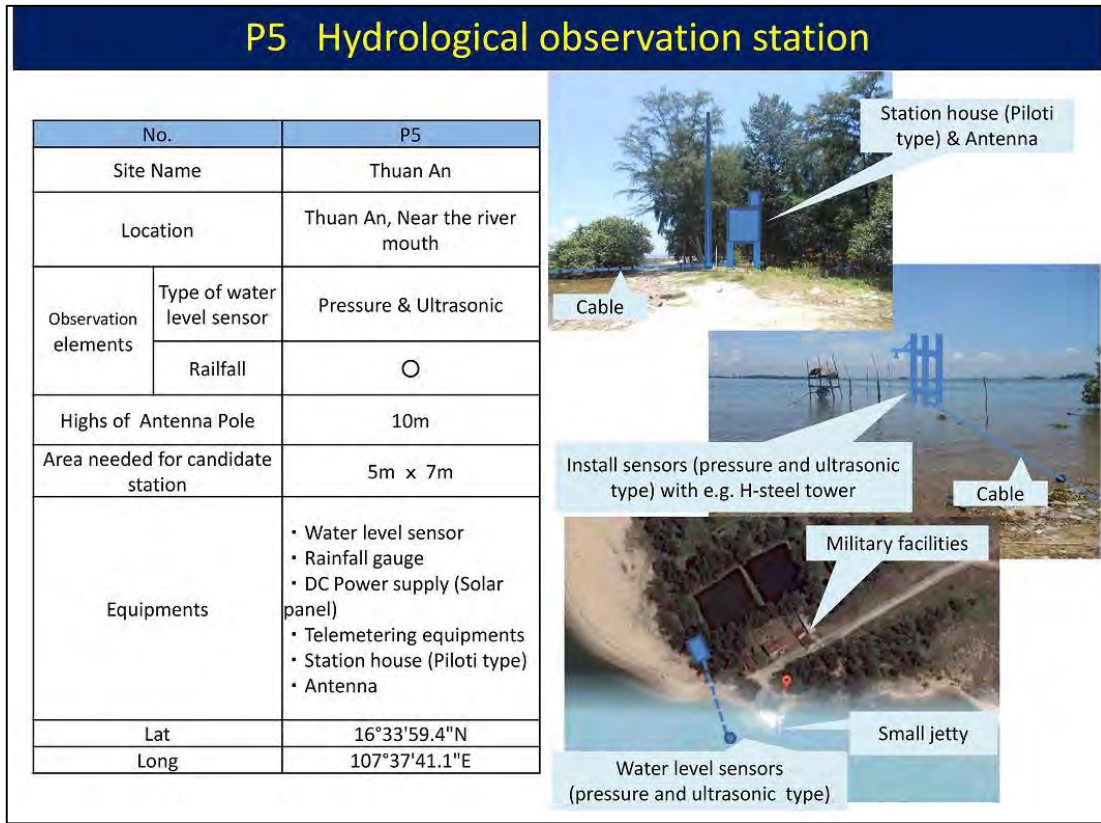 P5 Hydrological observation station
No.
P5
Site Name
Thuan An
Location
Thuan An, Near the river
mouth
Observation
elements
Type of water
level sensor
Pressure & Ultrasonic
Railfall
○
Highs of Antenna Pole
10m
Area needed for candidate
station
5m x 7m
Equipments
・Water level sensor
・Rainfall gauge
・DC Power supply (Solar
panel)
・Telemetering equipments
・Station house (Piloti type)
・Antenna
Lat
16°33'59.4"N
Long
107°37'41.1"E
Station house (Piloti
type) & Antenna
Cable
Install sensors (pressure and ultrasonic
type) with e.g. H-steel tower
Cable
Military facilities
Small jetty
Water level sensors
(pressure and ultrasonic type)